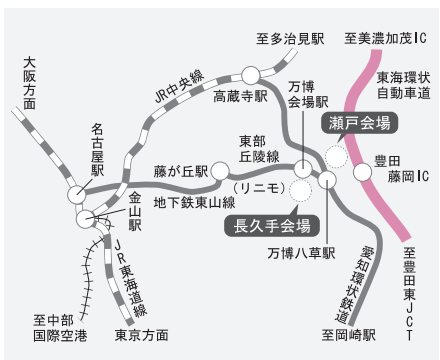 至多治見駅
至美濃加茂IC
大阪方面
JR中央線
高蔵寺駅
万博
会場駅
東海環状
自動車道
瀬戸会場
名古屋駅
藤が丘駅
東部
丘陵線
(リニモ)
豊田
藤岡IC
地下鉄東山線
金山駅
長久手会場
万博八草駅
JR東海道線
愛知環状鉄道
至豊田東JCT
至中部
国際空港
東京方面
至岡崎駅